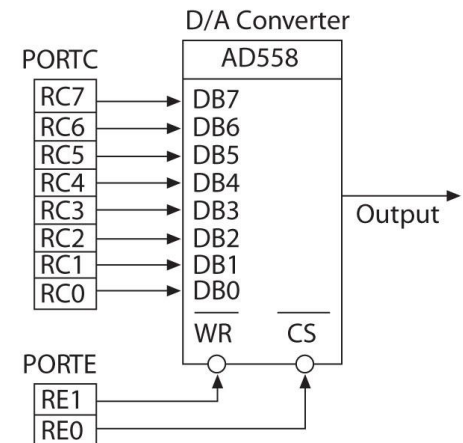 D/A Converter
PORTC
AD558
RC7 DB7
RC6 DB6
RC5 DB5
RC4 DB4
RC3 DB3
RC2 DB2
RC1 DB1
RC0 DB0
Output
WR CS
PORTE
RE1
RE0